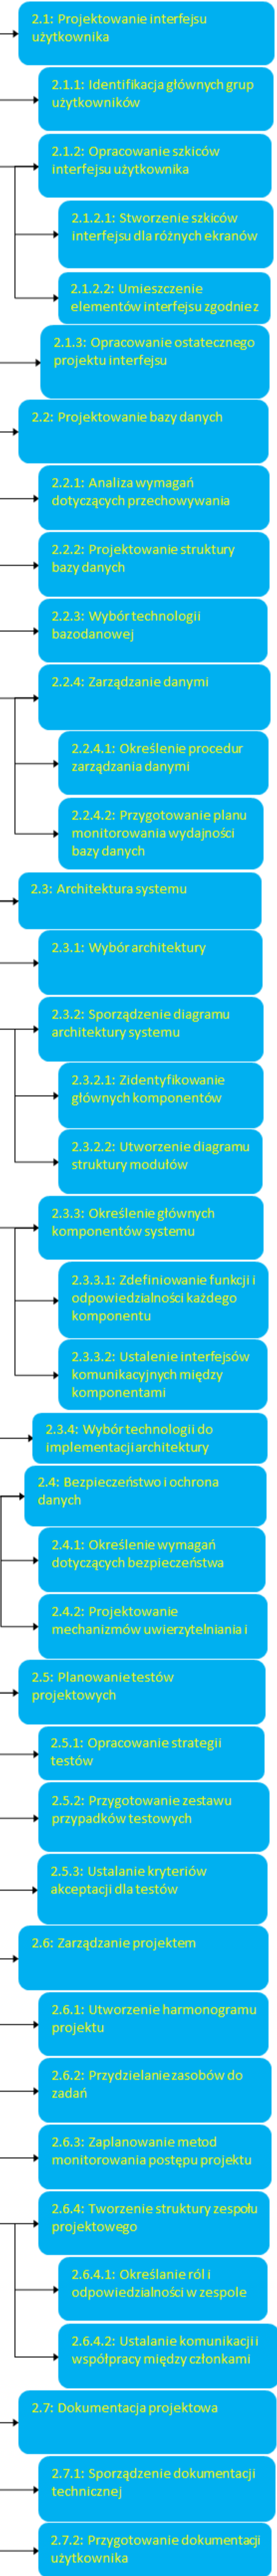 2.1: Projektowanie interfejsu
użytkownika
2.1.1: Identifikacja głównych grup
użytkowników
2.1.2: Opracowanie szkiców
interfejsu użytkownika
2.1.2.1: Stworzenie szkiców
interfejsu dla różnych ekranów
2.1.2.2: Umieszczenie
elementów interfejsu zgodnie z
2.1.3: Opracowanie ostatecznego
projektu interfejsu
2.2: Projektowanie bazy danych
2.2.1: Analiza wymagań
dotyczących przechowywania
2.2.2: Projektowanie struktury
bazy danych
2.2.3: Wybór technologii
bazodanowej
2.2.4: Zarządzanie danymi
2.2.4.1: Określenie procedur
zarządzania danymi
2.2.4.2: Przygotowanie planu
monitorowania wydajności
bazy danych
2.3: Architektura systemu
2.3.1: Wybór architektury
2.3.2: Sporządzenie diagramu
architektury systemu
2.3.2.1: Zidentyfikowanie
głównych komponentów
2.3.2.2: Utworzenie diagramu
struktury modułów
2.3.3: Określenie głównych
komponentów systemu
2.3.3.1: Zdefiniowanie funkcji i
odpowiedzialności każdego
komponentu
2.3.3.2: Ustalenie interfejsów
komunikacyjnych między
komponentami
2.3.4: Wybór technologii do
implementacji architektury
2.4: Bezpieczeństwo i ochrona
danych
2.4.1: Określenie wymagań
dotyczących bezpieczeństwa
2.4.2: Projektowanie
mechanizmów uwierzytelniania i
2.5: Planowanie testów
projektowych
2.5.1: Opracowanie strategii
testów
2.5.2: Przygotowanie zestawu
przypadków testowych
2.5.3: Ustalanie kryteriów
akceptacji dla testów
2.6: Zarządzanie projektem
2.6.1: Utworzenie harmonogramu
projektu
2.6.2: Przydzielanie zasobów do
zadań
2.6.3: Zaplanowanie metod
monitorowania postępu projektu
2.6.4: Tworzenie struktury zespołu
projektowego
2.6.4.1: Określanie ról i
odpowiedzialności w zespole
2.6.4.2: Ustalanie komunikacji i
współpracy między członkami
2.7: Dokumentacja projektowa
2.7.1: Sporządzenie dokumentacji
technicznej
2.7.2: Przygotowanie dokumentacji
użytkownika